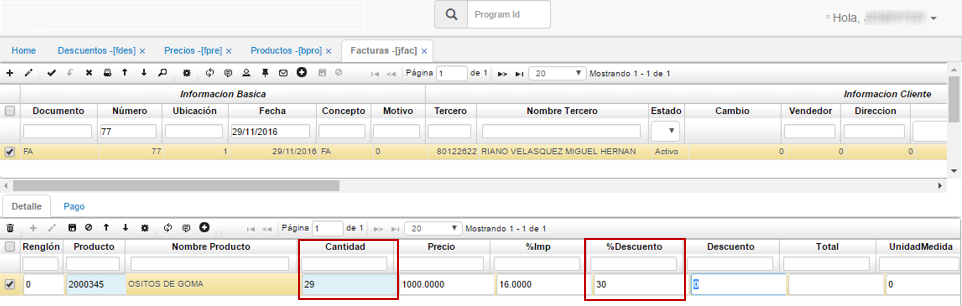 Program Id
Hola,
Home Descuentos -[fdes] × Precios -[fpre] × Productos -[bpro] × Facturas -[jfac] ×
Página 1 de 1 20 Mostrando 1 - 1 de 1
Informacion Basica Informacion Cliente
Documento Número Ubicación Fecha Concepto Motivo Tercero Nombre Tercero Estado Cambio Vendedor Direccion
77 29/11/2016
FA 77 1 29/11/2016 FA 0 80122622 RIANO VELASQUEZ MIGUEL HERNAN Activo 0 0 0
Detalle Pago
Página 1 de 1 20 Mostrando 1 - 1 de 1
Renglón Producto Nombre Producto Cantidad Precio %Imp %Descuento Descuento Total UnidadMedida
0 2000345 OSITOS DE GOMA 29 1000.0000 16.0000 30 0 0